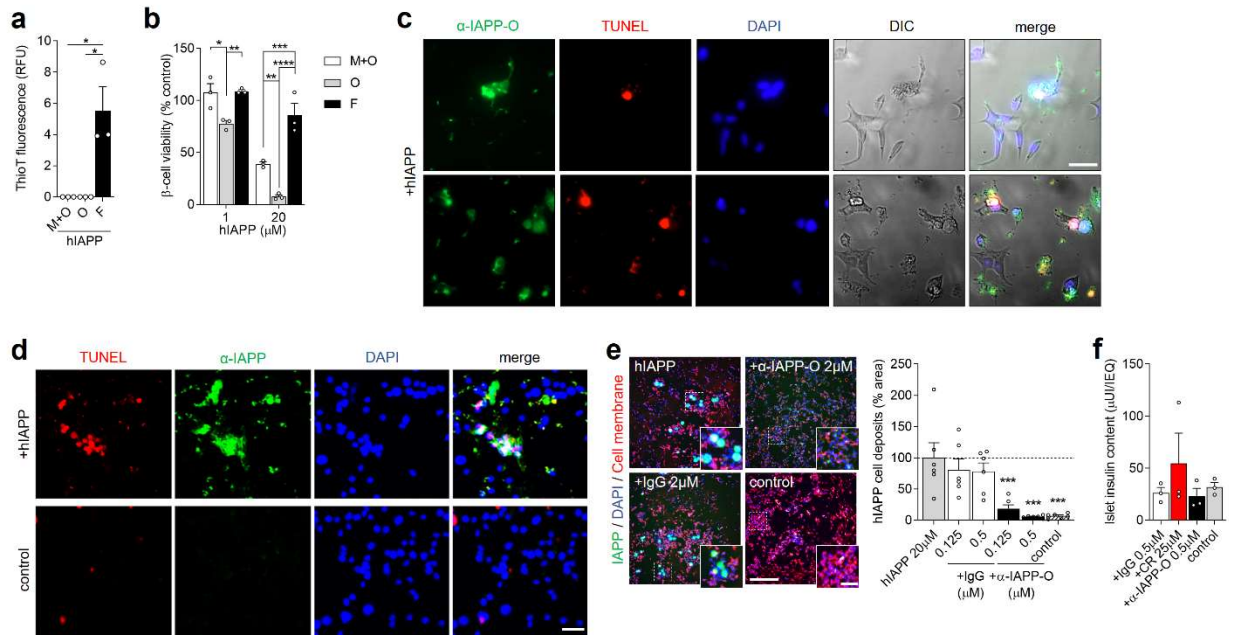 a
ThioT fluorescence (RFU)
10
8
6
4
2
0
*
*
M+O
O
F
hIAPP
b
β-cell viability (% control)
150
100
50
0
*
**
***
**
****
1
20
hIAPP (μM)
M+O
O
F
c
α-IAPP-O
TUNEL
DAPI
DIC
merge
+hIAPP
d
TUNEL
α-IAPP
DAPI
merge
+hIAPP
control
e
IAPP / DAPI / Cell membrane
hIAPP
+α-IAPP-O 2μM
+IgG 2μM
control
hIAPP cell deposits (% area)
250
200
150
100
50
0
***
***
***
hIAPP 20μM
0.125
0.5
0.125
0.5
control
+IgG
(μM)
+α-IAPP-O
(μM)
f
Islet insulin content (μUI/IEQ)
150
100
50
0
+IgG 0.5μM
+CR 25μM
+α-IAPP-O 0.5μM
control